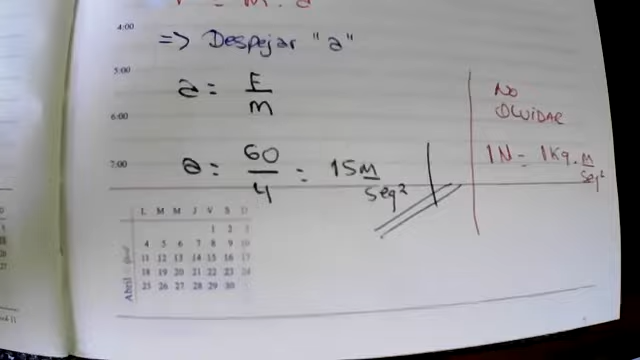 F = m . a
4:00
=> Despejar "a"
5:00
a = F
m
6:00
NO
OLVIDAR
7:00
a = 60 = 15 m
4 seg²
1N = 1Kg . m
seg²
L M M J V S D
1 2 3
4 5 6 7 8 9 10
11 12 13 14 15 16 17
18 19 20 21 22 23 24
25 26 27 28 29 30
Abril